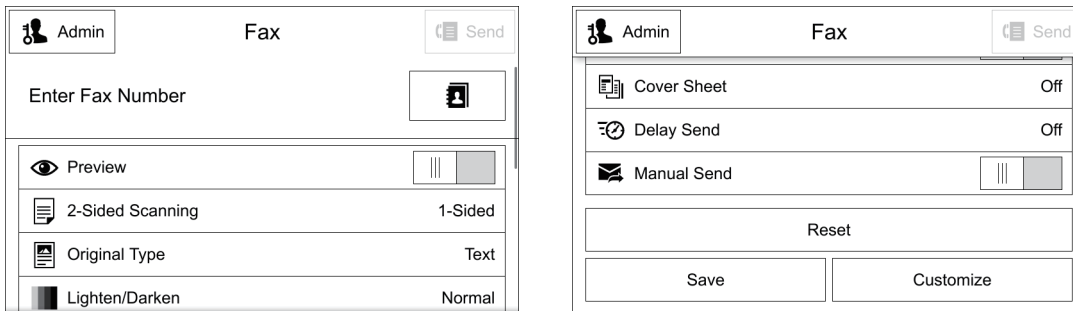 Admin
Fax
Send
Enter Fax Number
Preview
2-Sided Scanning 1-Sided
Original Type Text
Lighten/Darken Normal
Admin
Fax
Send
Cover Sheet Off
Delay Send Off
Manual Send
Reset
Save
Customize